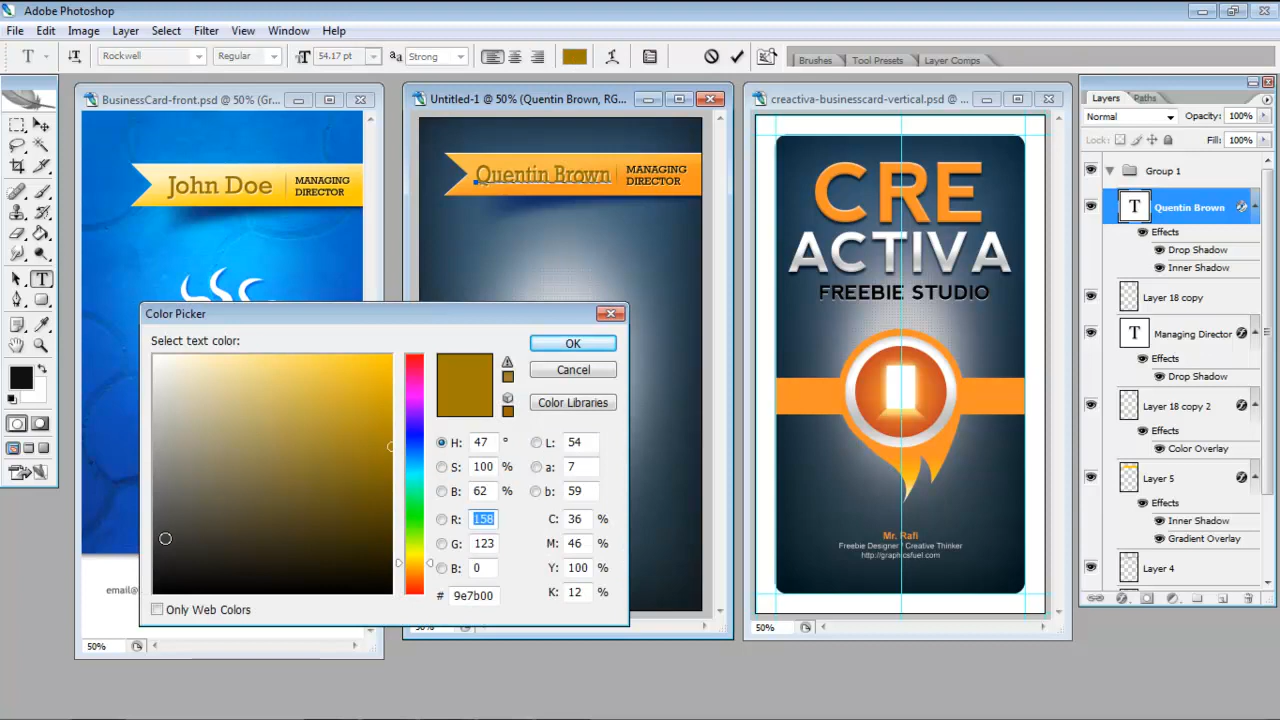 Adobe Photoshop
File Edit Image Layer Select Filter View Window Help
T Rockwell Regular 54.17 pt aa Strong Brushes Tool Presets Layer Comps
BusinessCard-front.psd @ 50% (Gr...
Untitled-1 @ 50% (Quentin Brown, RG...
creactiva-businesscard-vertical.psd @ ...
John Doe
MANAGING
DIRECTOR
email@
50%
Quentin Brown
MANAGING
DIRECTOR
50%
CRE
ACTIVA
FREEBIE STUDIO
Mr. Rafi
Freebie Designer * Creative Thinker
http://graphicsfuel.com
50%
Color Picker
Select text color:
OK
Cancel
Color Libraries
H: 47 ° L: 54
S: 100 % a: 7
B: 62 % b: 59
R: 158 C: 36 %
G: 123 M: 46 %
B: 0 Y: 100 %
# 9e7b00 K: 12 %
Only Web Colors
Layers Paths
Normal Opacity: 100%
Lock: Fill: 100%
Group 1
T Quentin Brown
Effects
Drop Shadow
Inner Shadow
Layer 18 copy
T Managing Director
Effects
Drop Shadow
Layer 18 copy 2
Effects
Color Overlay
Layer 5
Effects
Inner Shadow
Gradient Overlay
Layer 4